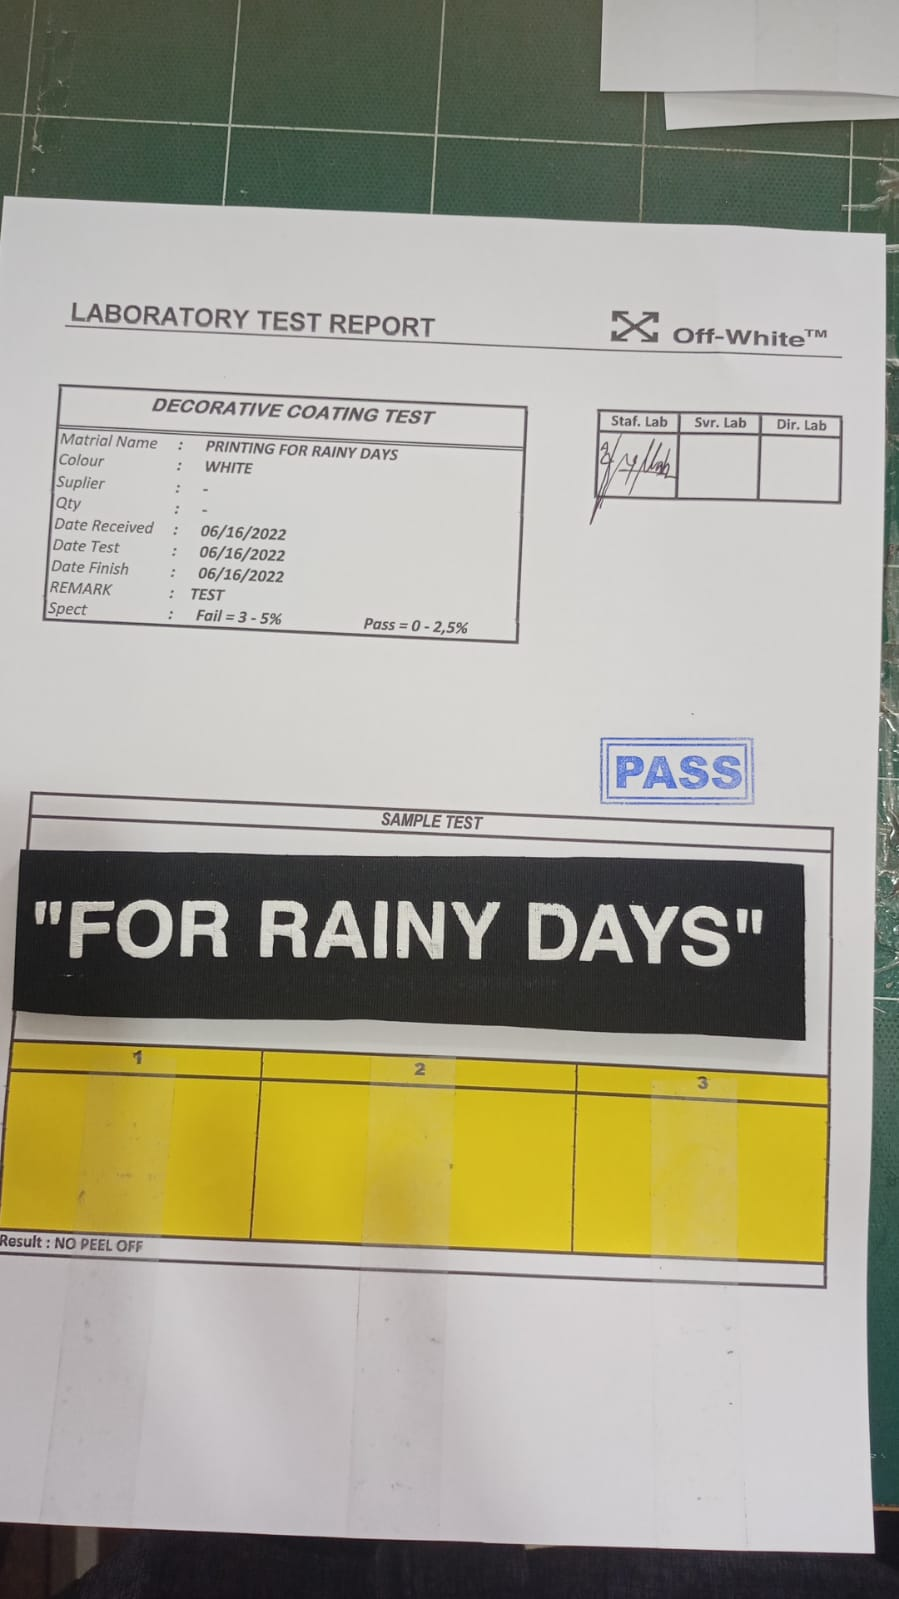 LABORATORY TEST REPORT
Off-White™
DECORATIVE COATING TEST
Matrial Name : PRINTING FOR RAINY DAYS
Colour : WHITE
Suplier : -
Qty : -
Date Received : 06/16/2022
Date Test : 06/16/2022
Date Finish : 06/16/2022
REMARK : TEST
Spect : Fail = 3 - 5% Pass = 0 - 2,5%
Staf. Lab Svr. Lab Dir. Lab
PASS
SAMPLE TEST
"FOR RAINY DAYS"
1 2 3
Result : NO PEEL OFF